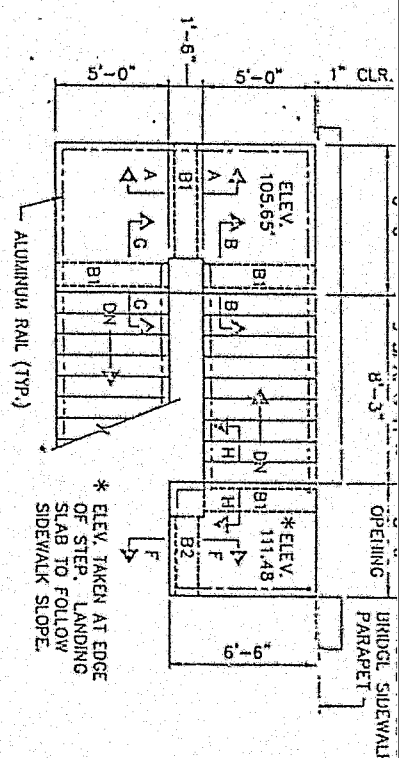 5'-0"
1'-6"
5'-0"
1" CLR.
A
A
B1
ELEV.
105.65'
G
B
B1
B1
C
B
DN
DN
8'-3"
H
H
B1
* ELEV.
111.48
F
F
B2
OPENING
6'-6"
BRIDGE SIDEWALK
PARAPET
ALUMINUM RAIL (TYP.)
* ELEV. TAKEN AT EDGE
OF STEP. LANDING
SLAB TO FOLLOW
SIDEWALK SLOPE.